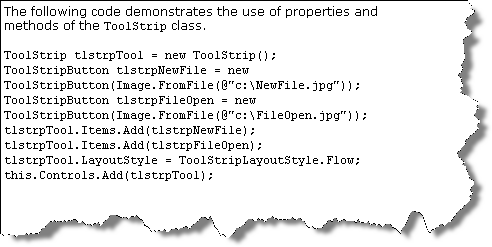 The following code demonstrates the use of properties and
methods of the ToolStrip class.
ToolStrip tlstrpTool = new ToolStrip();
ToolStripButton tlstrpNewFile = new
ToolStripButton(Image.FromFile(@"c:\NewFile.jpg"));
ToolStripButton tlstrpFileOpen = new
ToolStripButton(Image.FromFile(@"c:\FileOpen.jpg"));
tlstrpTool.Items.Add(tlstrpNewFile);
tlstrpTool.Items.Add(tlstrpFileOpen);
tlstrpTool.LayoutStyle = ToolStripLayoutStyle.Flow;
this.Controls.Add(tlstrpTool);